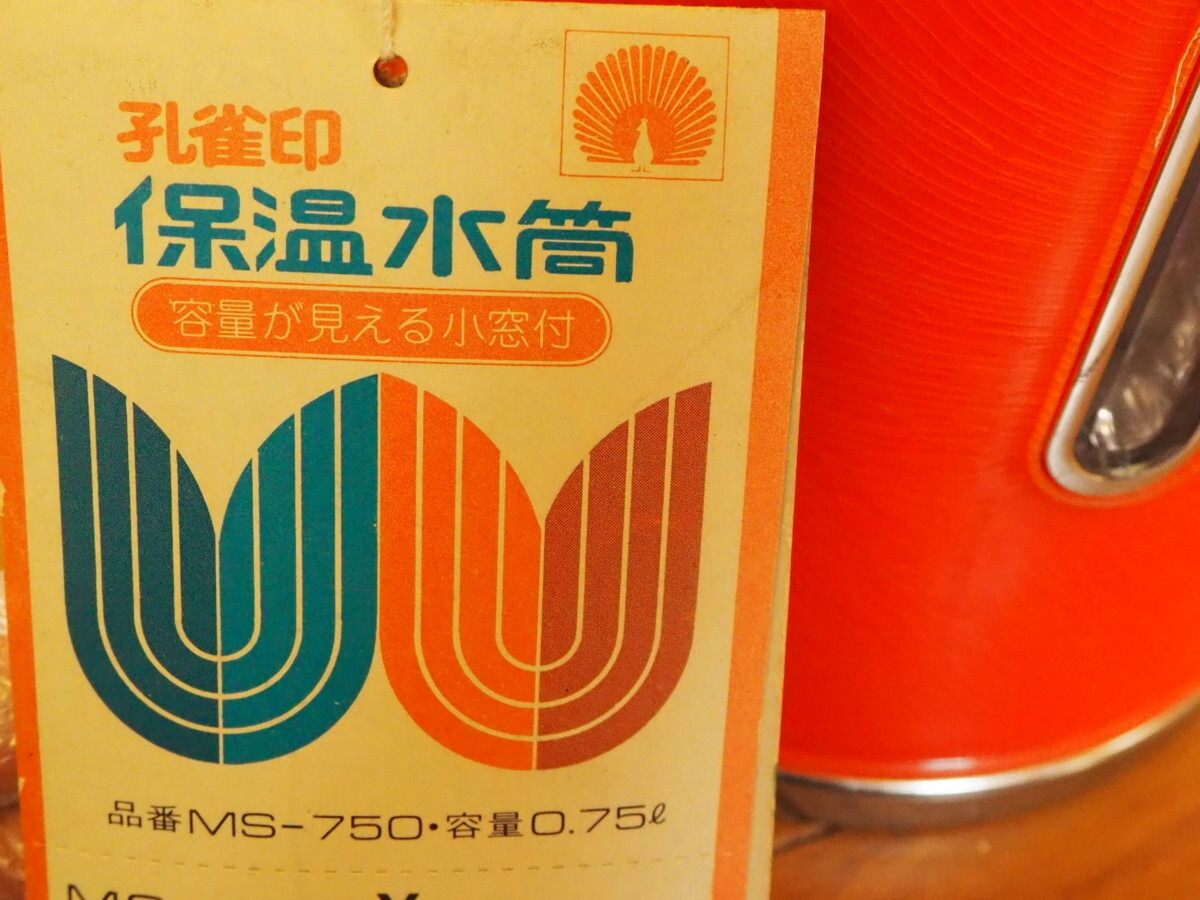 孔雀印
保温水筒
容量が見える小窓付
品番MS-750・容量0.75ℓ